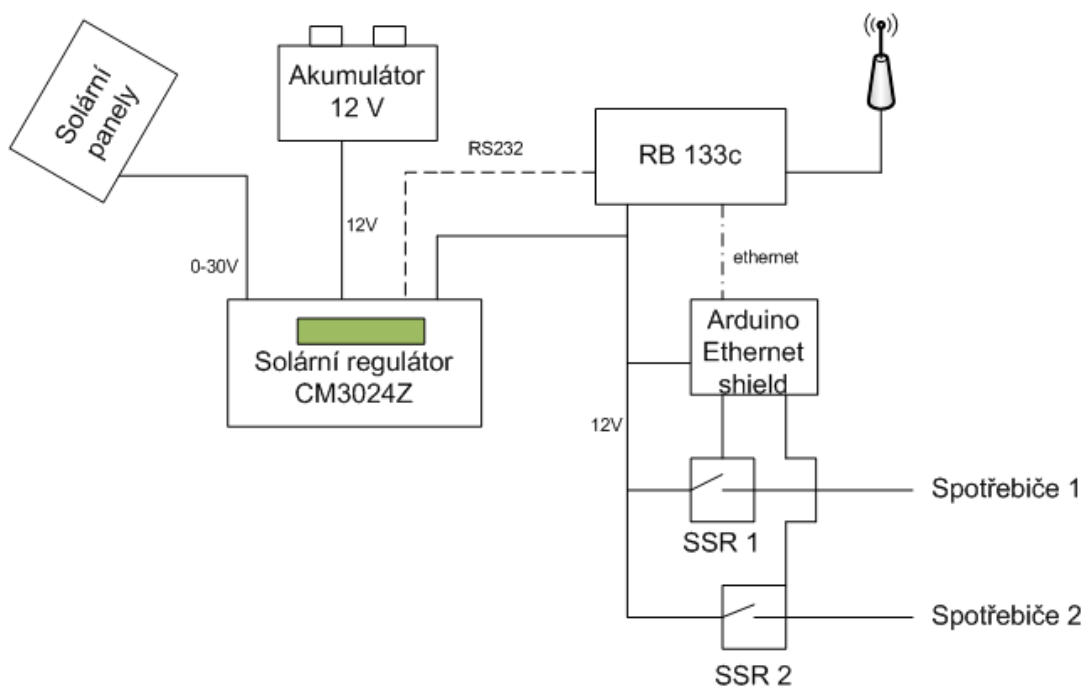 Solární
panely
Akumulátor
12 V
RS232
RB 133c
12V
0-30V
ethernet
Solární regulátor
CM3024Z
Arduino
Ethernet
shield
12V
Spotřebiče 1
SSR 1
Spotřebiče 2
SSR 2